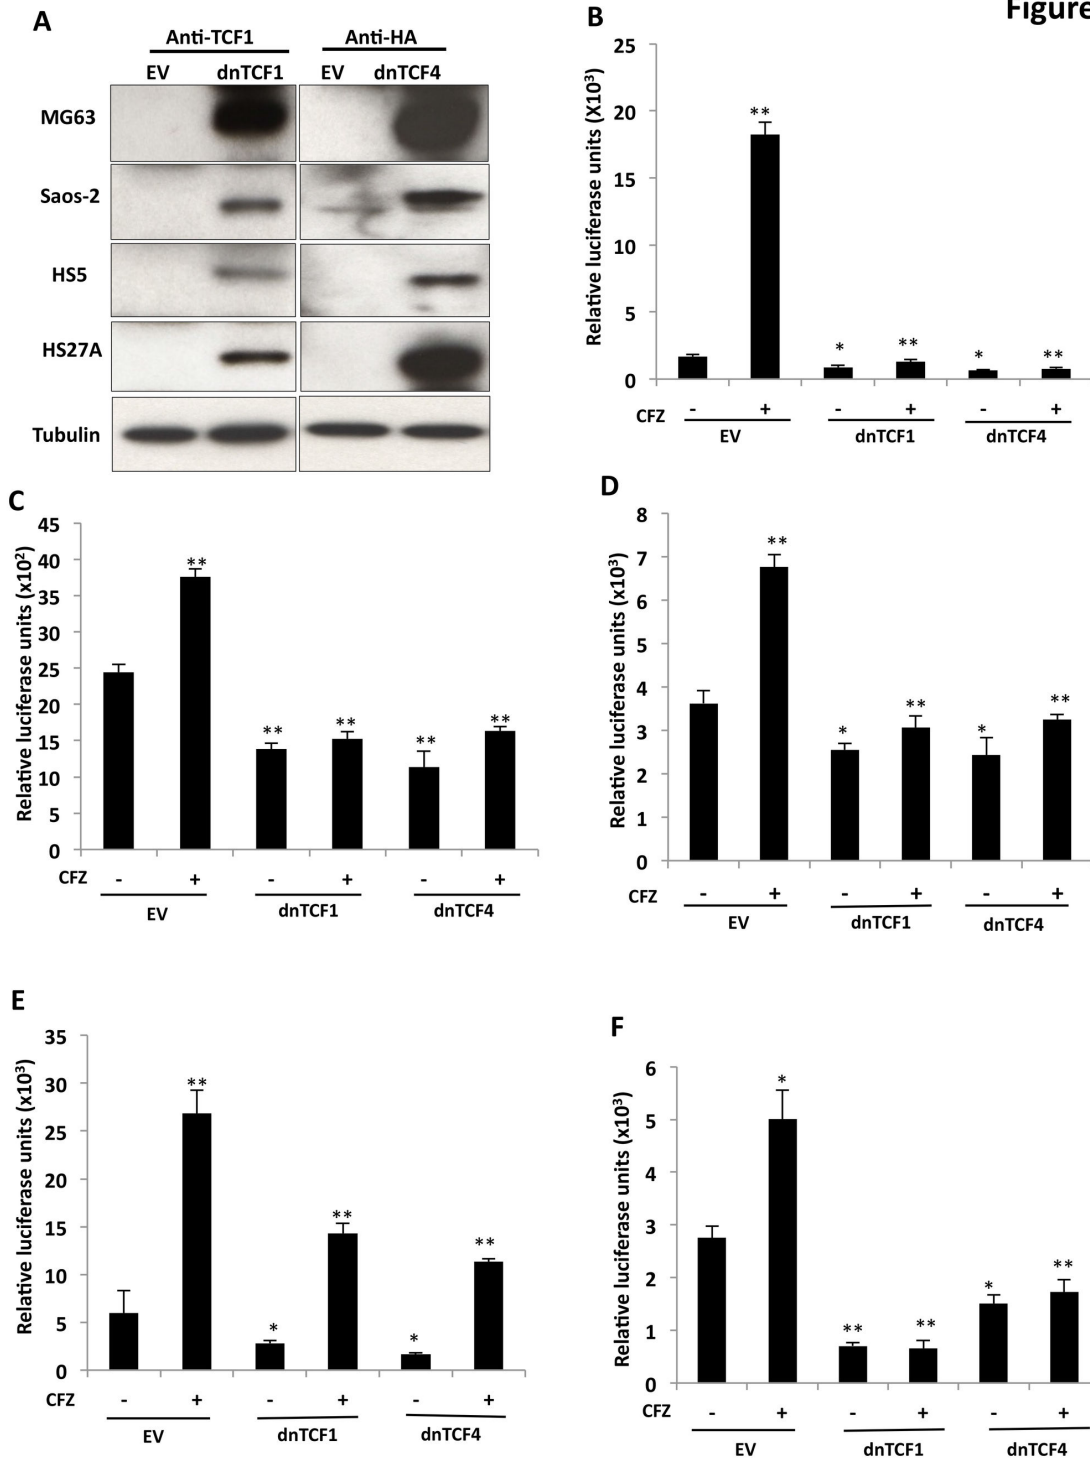 Figure
A
Anti-TCF1 Anti-HA
EV dnTCF1 EV dnTCF4
MG63
Saos-2
HS5
HS27A
Tubulin
B
Relative luciferase units (X10³)
25
20
15
10
5
0
** * ** * **
CFZ - + - + - +
EV dnTCF1 dnTCF4
C
Relative luciferase units (x10²)
45
40
35
30
25
20
15
10
5
0
** ** ** ** **
CFZ - + - + - +
EV dnTCF1 dnTCF4
D
Relative luciferase units (x10³)
8
7
6
5
4
3
2
1
0
** * ** * **
CFZ - + - + - +
EV dnTCF1 dnTCF4
E
Relative luciferase units (x10³)
35
30
25
20
15
10
5
0
** * ** * **
CFZ - + - + - +
EV dnTCF1 dnTCF4
F
Relative luciferase units (x10³)
6
5
4
3
2
1
0
* ** ** * **
CFZ - + - + - +
EV dnTCF1 dnTCF4